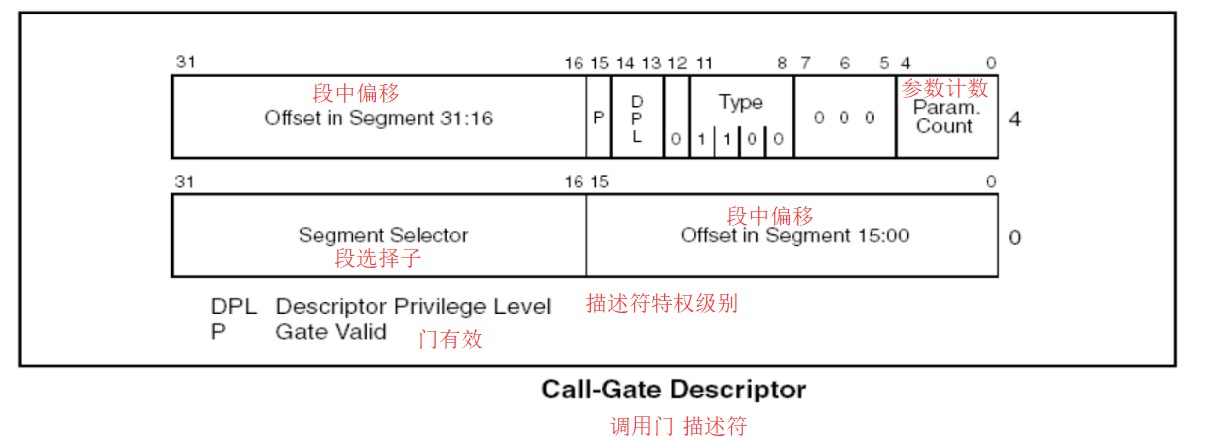 31 16 15 14 13 12 11 8 7 6 5 4 0
段中偏移 参数计数
Offset in Segment 31:16 P DPL 0 Type 1 1 0 0 0 0 0 Param. Count 4
31 16 15 0
段中偏移
Segment Selector Offset in Segment 15:00 0
段选择子
DPL Descriptor Privilege Level 描述符特权级别
P Gate Valid 门有效
Call-Gate Descriptor
调用门 描述符